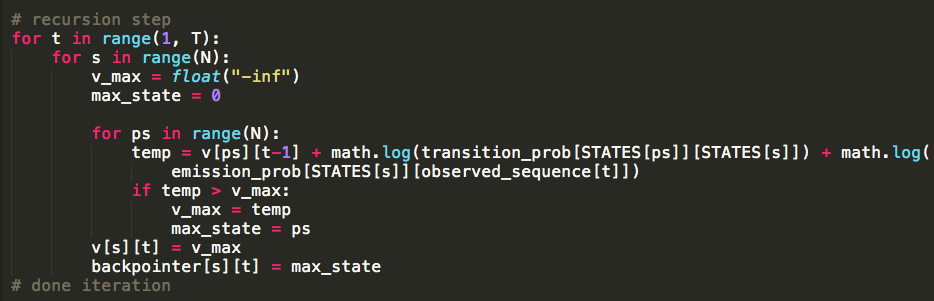 # recursion step
for t in range(1, T):
    for s in range(N):
        v_max = float("-inf")
        max_state = 0

        for ps in range(N):
            temp = v[ps][t-1] + math.log(transition_prob[STATES[ps]][STATES[s]]) + math.log(
                emission_prob[STATES[s]][observed_sequence[t]])
            if temp > v_max:
                v_max = temp
                max_state = ps
        v[s][t] = v_max
        backpointer[s][t] = max_state
# done iteration